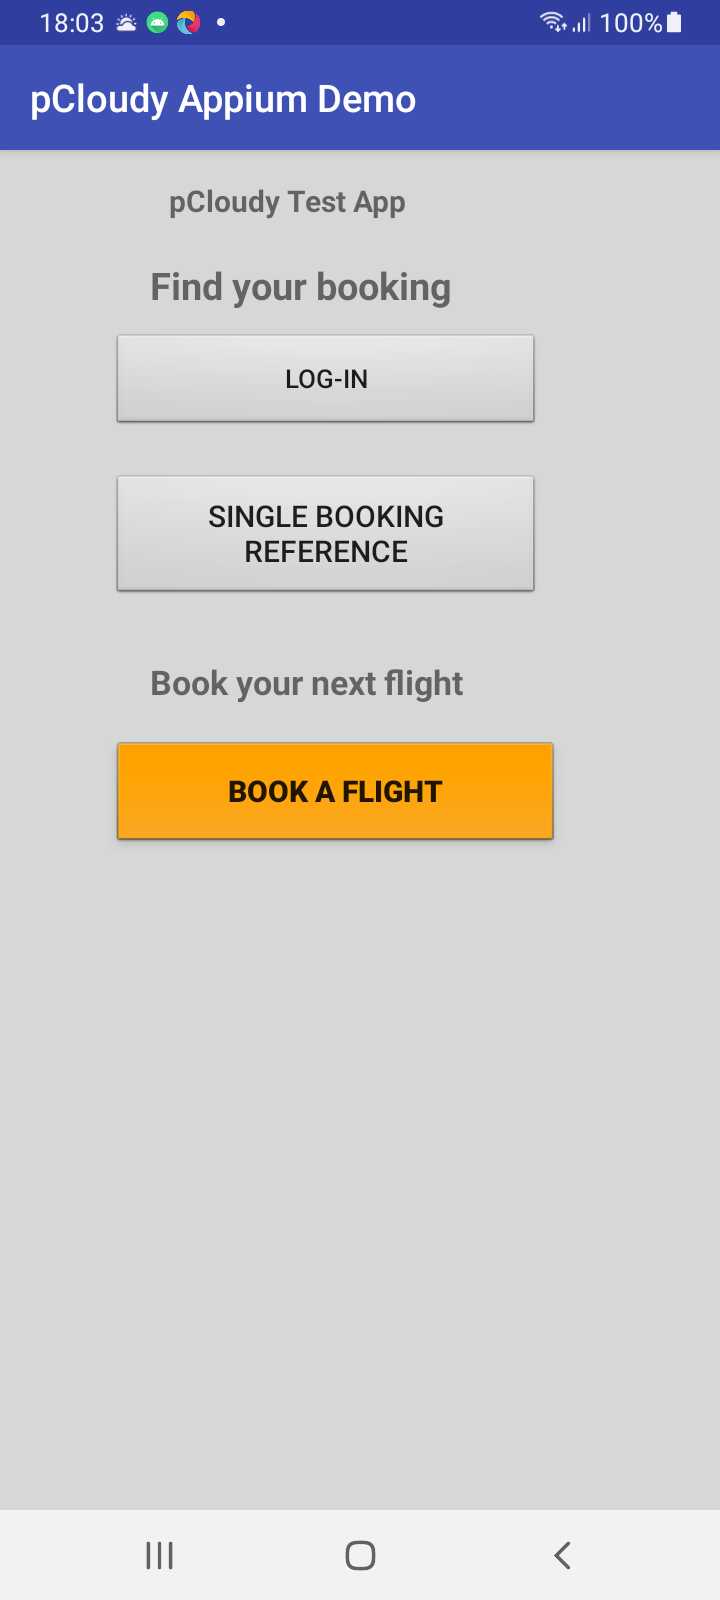 18:03
100%
pCloudy Appium Demo
pCloudy Test App
Find your booking
LOG-IN
SINGLE BOOKING
REFERENCE
Book your next flight
BOOK A FLIGHT